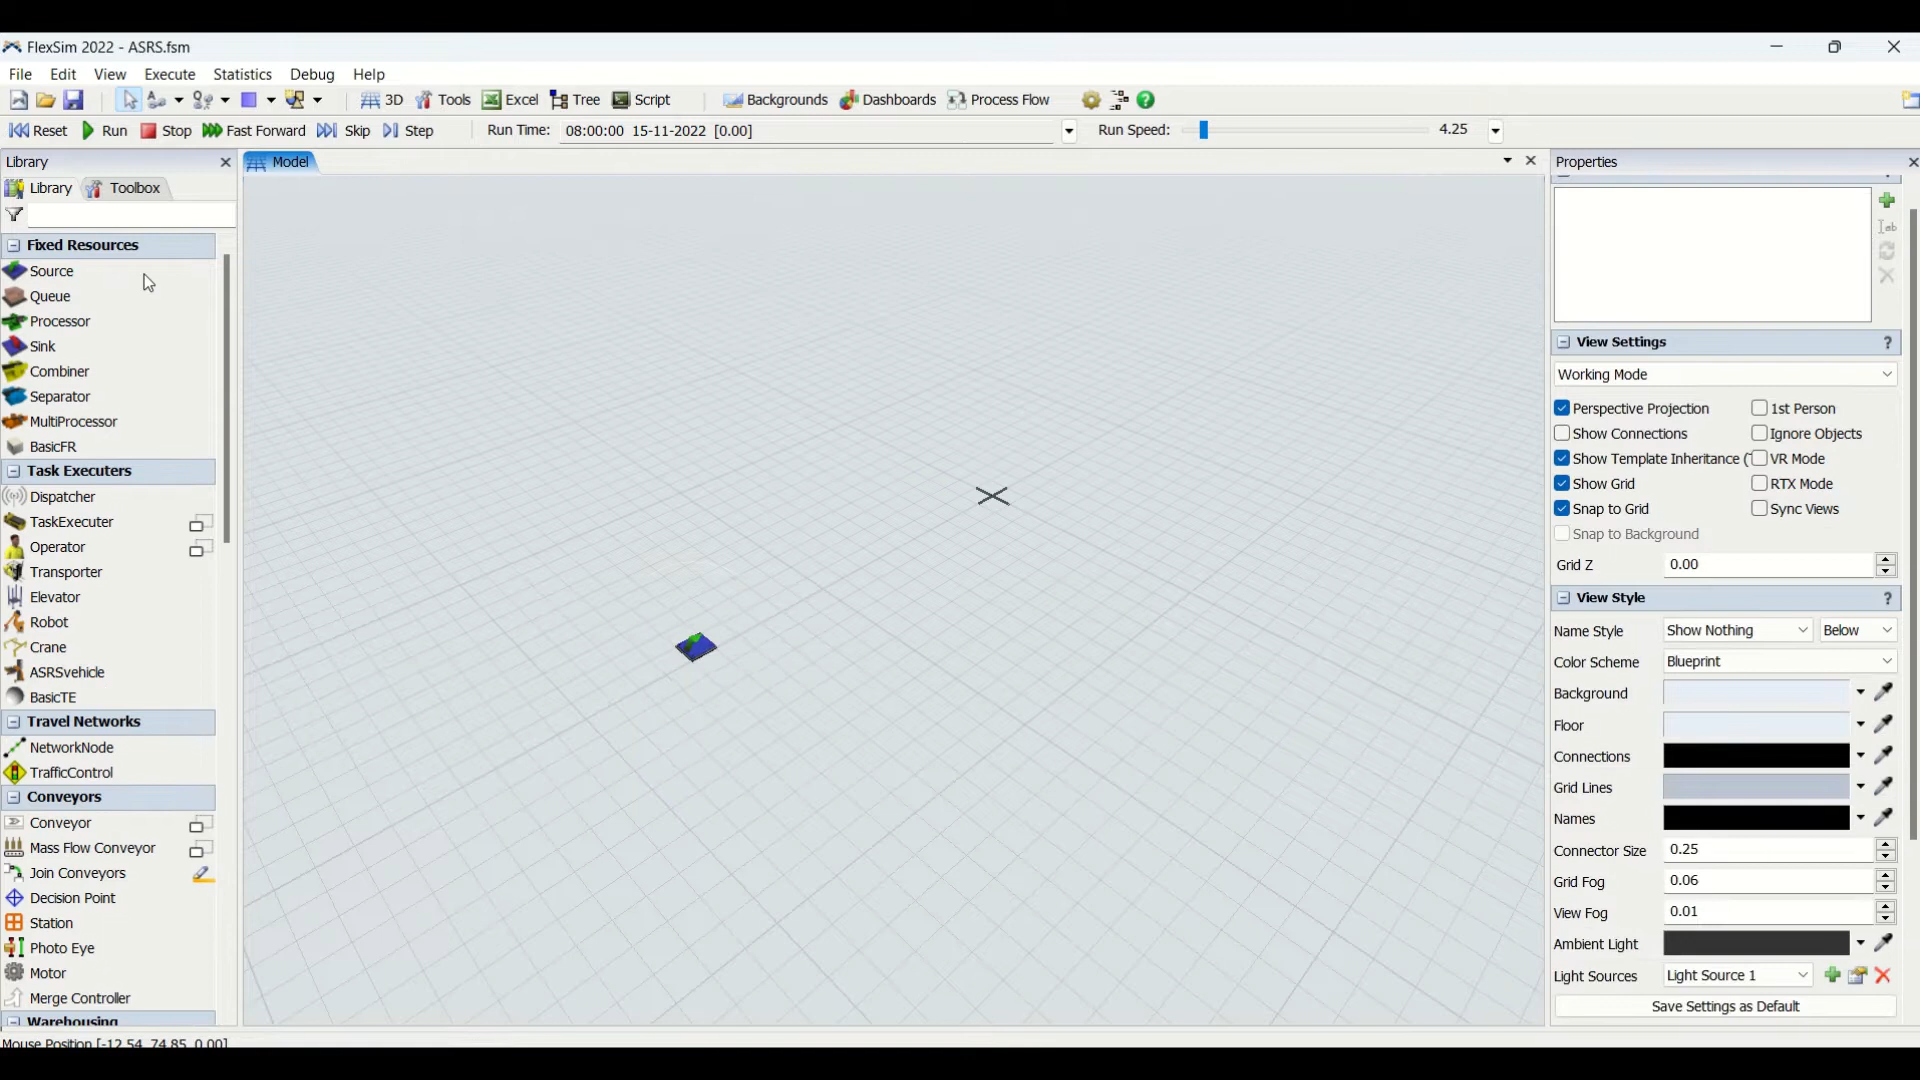 FlexSim 2022 - ASRS.fsm
File Edit View Execute Statistics Debug Help
3D Tools Excel Tree Script Backgrounds Dashboards Process Flow
Reset Run Stop Fast Forward Skip Step Run Time: 08:00:00 15-11-2022 [0.00] Run Speed: 4.25
Library
Library Toolbox
Fixed Resources
Source
Queue
Processor
Sink
Combiner
Separator
MultiProcessor
BasicFR
Task Executers
Dispatcher
TaskExecuter
Operator
Transporter
Elevator
Robot
Crane
ASRSvehicle
BasicTE
Travel Networks
NetworkNode
TrafficControl
Conveyors
Conveyor
Mass Flow Conveyor
Join Conveyors
Decision Point
Station
Photo Eye
Motor
Merge Controller
Warehousing
Mouse Position [-12.54, 74.85, 0.00]
Model
Properties
View Settings ?
Working Mode
Perspective Projection 1st Person
Show Connections Ignore Objects
Show Template Inheritance ( VR Mode
Show Grid RTX Mode
Snap to Grid Sync Views
Snap to Background
Grid Z 0.00
View Style ?
Name Style Show Nothing Below
Color Scheme Blueprint
Background
Floor
Connections
Grid Lines
Names
Connector Size 0.25
Grid Fog 0.06
View Fog 0.01
Ambient Light
Light Sources Light Source 1
Save Settings as Default